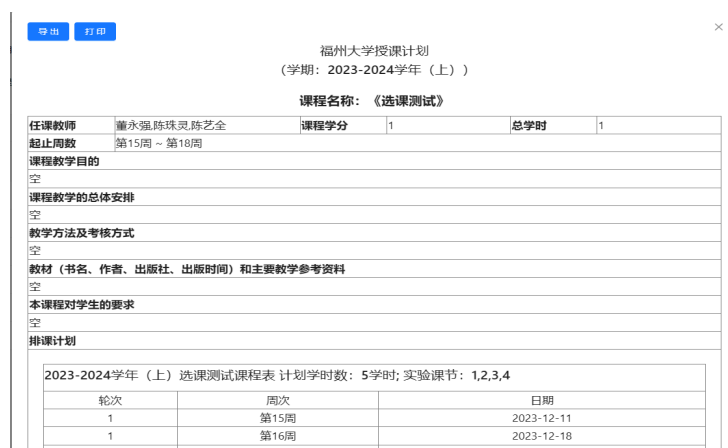 导出 打印 ×
福州大学授课计划
（学期：2023-2024学年（上））
课程名称：《选课测试》
任课教师 董永强,陈珠灵,陈艺全 课程学分 1 总学时 1
起止周数 第15周 ~ 第18周
课程教学目的
空
课程教学的总体安排
空
教学方法及考核方式
空
教材（书名、作者、出版社、出版时间）和主要教学参考资料
空
本课程对学生的要求
空
排课计划
2023-2024学年（上）选课测试课程表 计划学时数：5学时; 实验课节：1,2,3,4
轮次 周次 日期
1 第15周 2023-12-11
1 第16周 2023-12-18